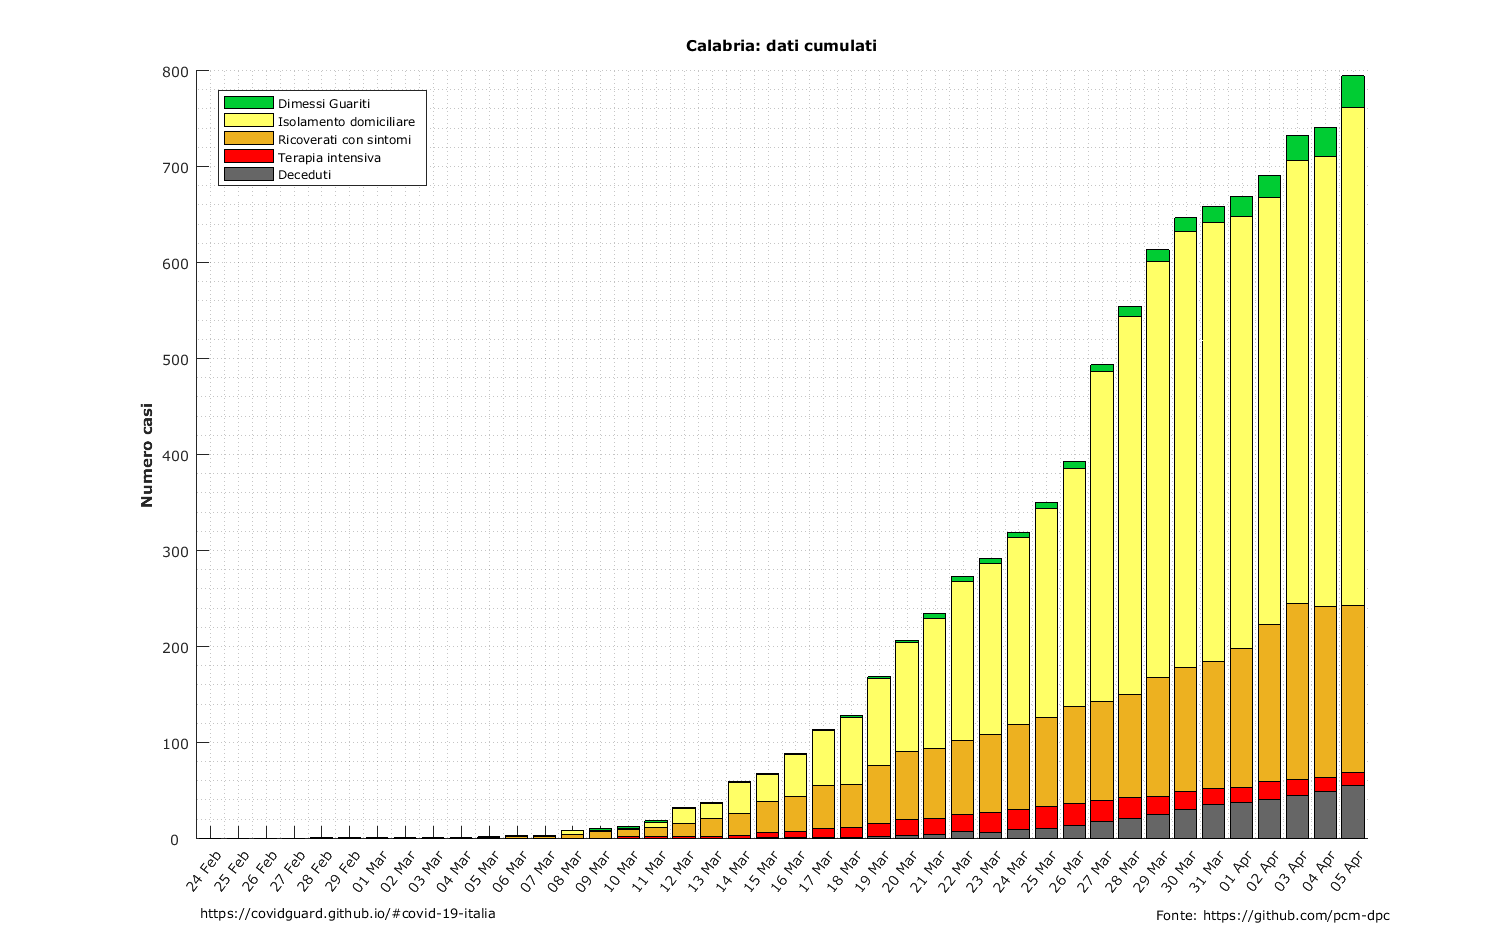 Calabria: dati cumulati
800
700
600
500
400
300
200
100
0
Numero casi
Dimessi Guariti
Isolamento domiciliare
Ricoverati con sintomi
Terapia intensiva
Deceduti
24 Feb
25 Feb
26 Feb
27 Feb
28 Feb
29 Feb
01 Mar
02 Mar
03 Mar
04 Mar
05 Mar
06 Mar
07 Mar
08 Mar
09 Mar
10 Mar
11 Mar
12 Mar
13 Mar
14 Mar
15 Mar
16 Mar
17 Mar
18 Mar
19 Mar
20 Mar
21 Mar
22 Mar
23 Mar
24 Mar
25 Mar
26 Mar
27 Mar
28 Mar
29 Mar
30 Mar
31 Mar
01 Apr
02 Apr
03 Apr
04 Apr
05 Apr
https://covidguard.github.io/#covid-19-italia
Fonte: https://github.com/pcm-dpc